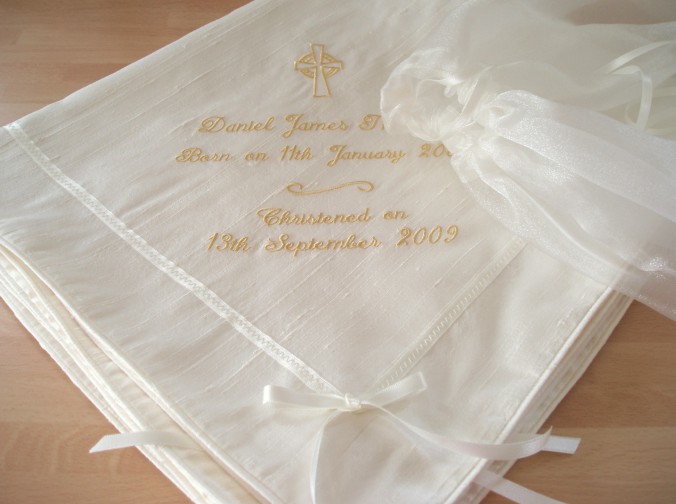 Daniel James
Born on 11th January
Christened on
13th September 2009